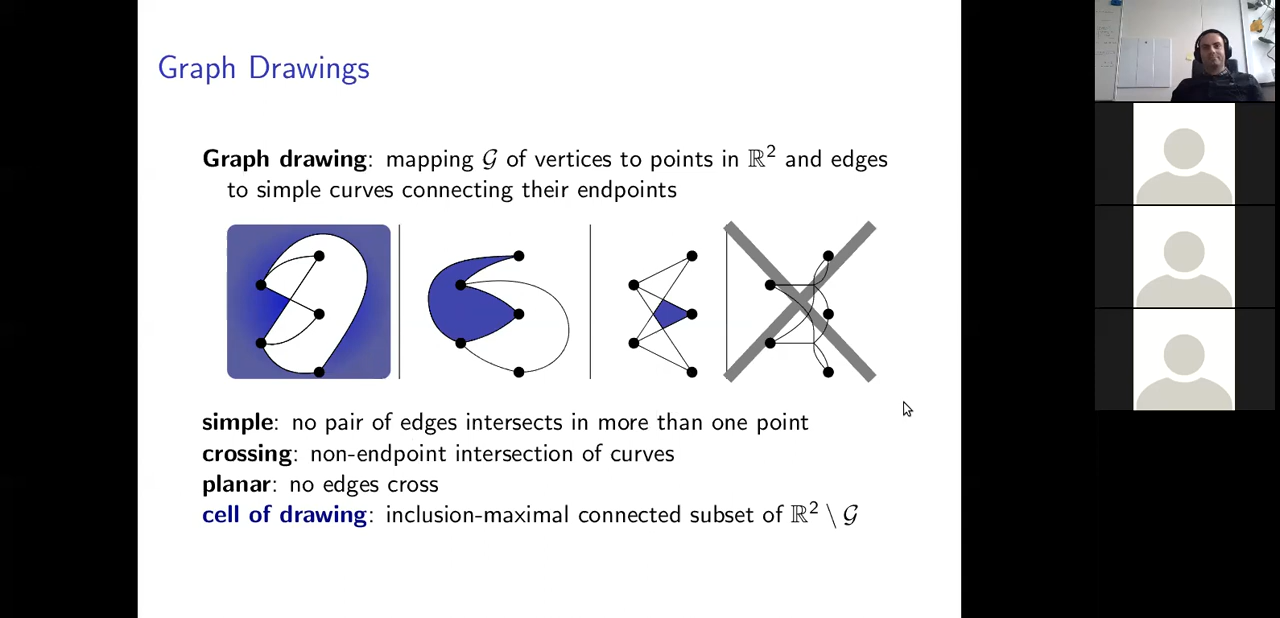 Graph Drawings
Graph drawing: mapping 𝒢 of vertices to points in ℝ² and edges
to simple curves connecting their endpoints
simple: no pair of edges intersects in more than one point
crossing: non-endpoint intersection of curves
planar: no edges cross
cell of drawing: inclusion-maximal connected subset of ℝ² \ 𝒢